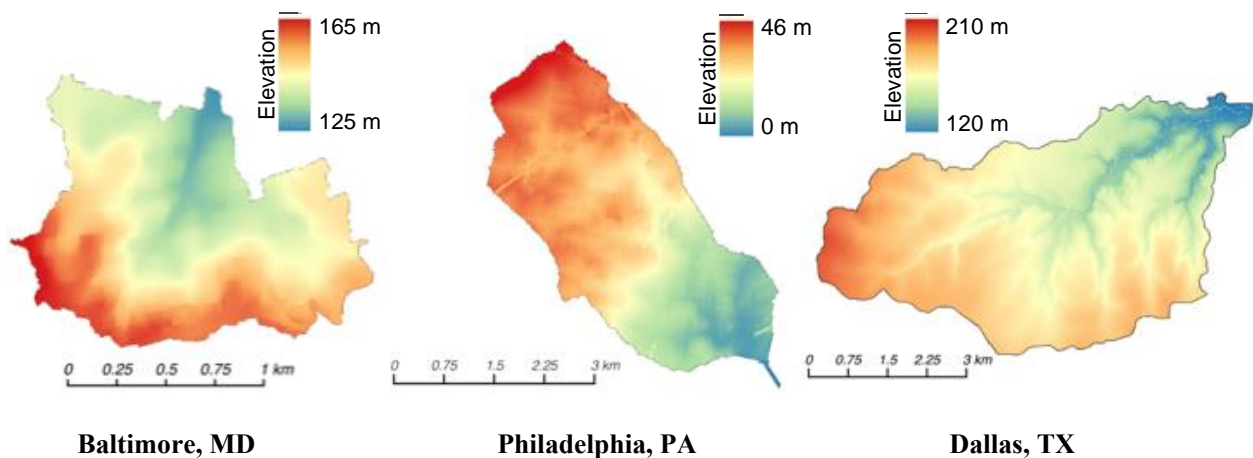 Elevation
165 m
125 m
0 0.25 0.5 0.75 1 km
Baltimore, MD
Elevation
46 m
0 m
0 0.75 1.5 2.25 3 km
Philadelphia, PA
Elevation
210 m
120 m
0 0.75 1.5 2.25 3 km
Dallas, TX